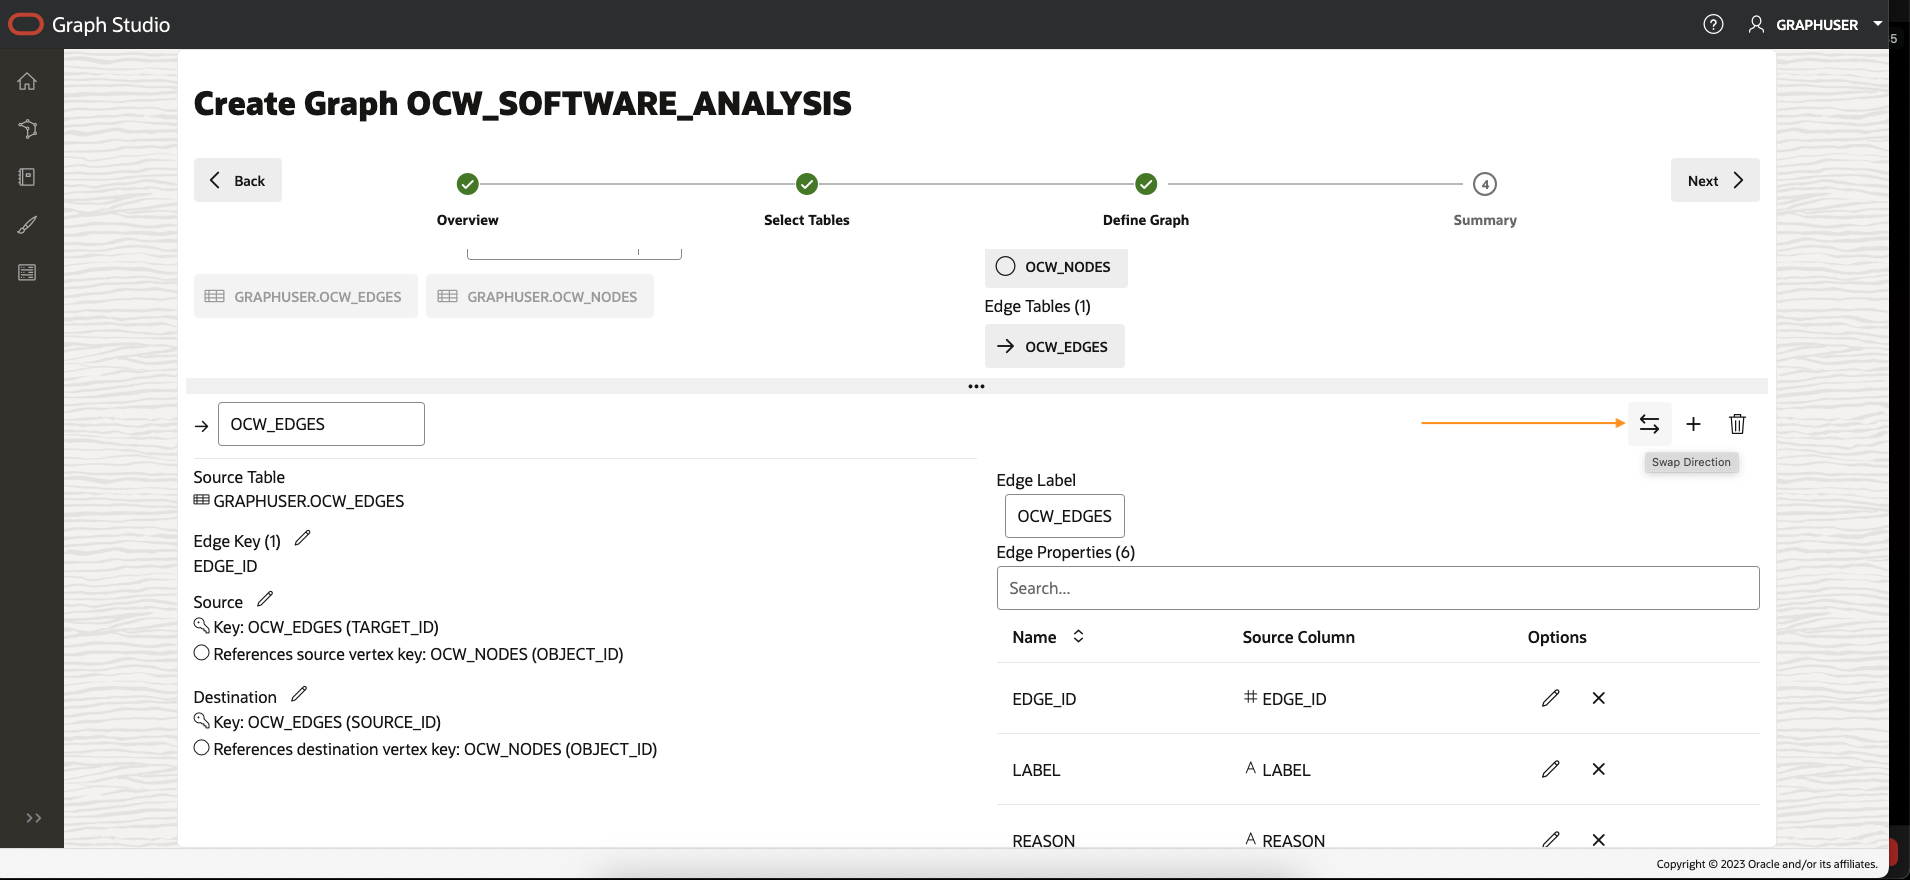 Graph Studio
GRAPHUSER
Create Graph OCW_SOFTWARE_ANALYSIS
Back
Next
4
Overview
Select Tables
Define Graph
Summary
GRAPHUSER.OCW_EDGES
GRAPHUSER.OCW_NODES
OCW_NODES
Edge Tables (1)
OCW_EDGES
OCW_EDGES
Swap Direction
Source Table
GRAPHUSER.OCW_EDGES
Edge Key (1)
EDGE_ID
Source
Key: OCW_EDGES (TARGET_ID)
References source vertex key: OCW_NODES (OBJECT_ID)
Destination
Key: OCW_EDGES (SOURCE_ID)
References destination vertex key: OCW_NODES (OBJECT_ID)
Edge Label
OCW_EDGES
Edge Properties (6)
Search...
Name Source Column Options
EDGE_ID EDGE_ID
LABEL LABEL
REASON REASON
Copyright © 2023 Oracle and/or its affiliates.